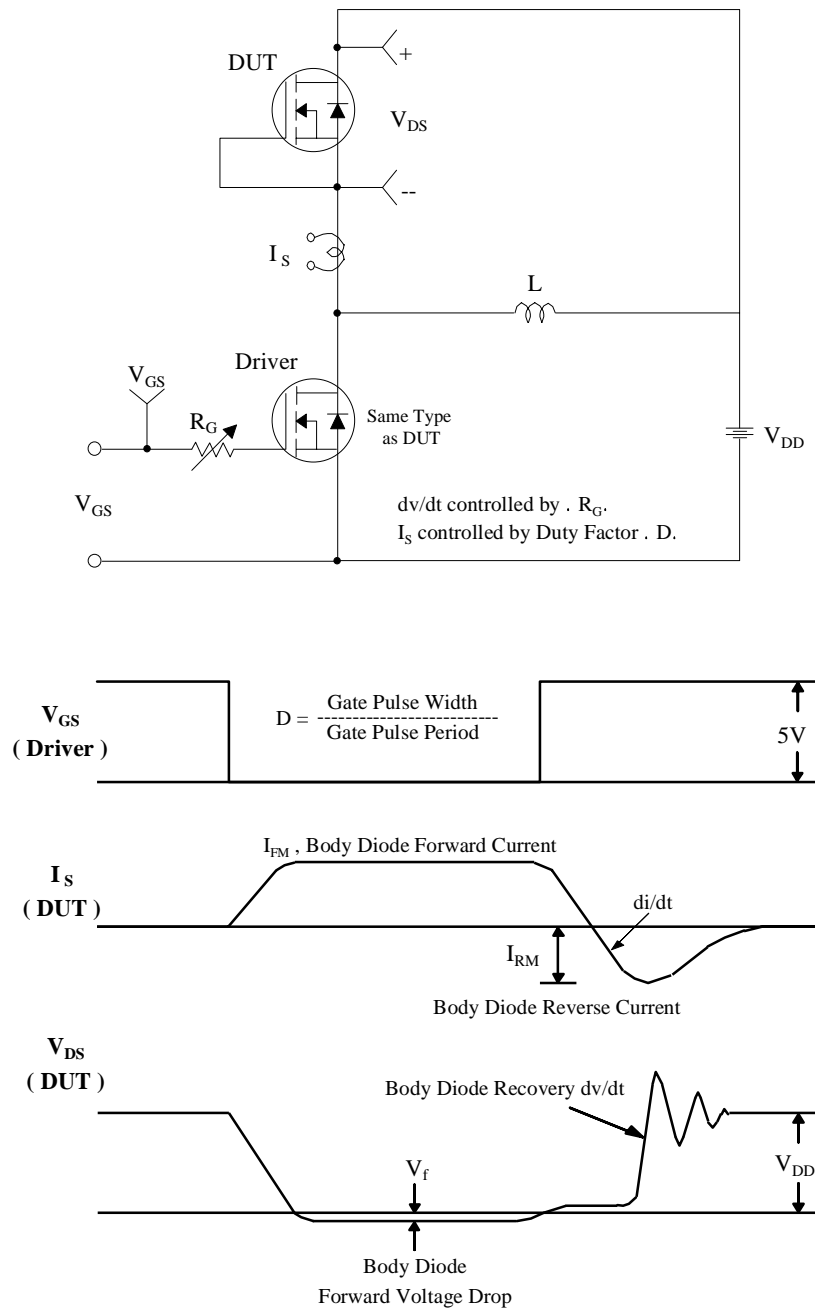 DUT
+
V_DS
--
I_S
L
Driver
V_GS
R_G
Same Type
as DUT
V_DD
V_GS
dv/dt controlled by . R_G.
I_S controlled by Duty Factor . D.
V_GS
( Driver )
D = Gate Pulse Width
--------------------------
Gate Pulse Period
5V
I_FM , Body Diode Forward Current
I_S
( DUT )
di/dt
I_RM
Body Diode Reverse Current
V_DS
( DUT )
Body Diode Recovery dv/dt
V_f
V_DD
Body Diode
Forward Voltage Drop